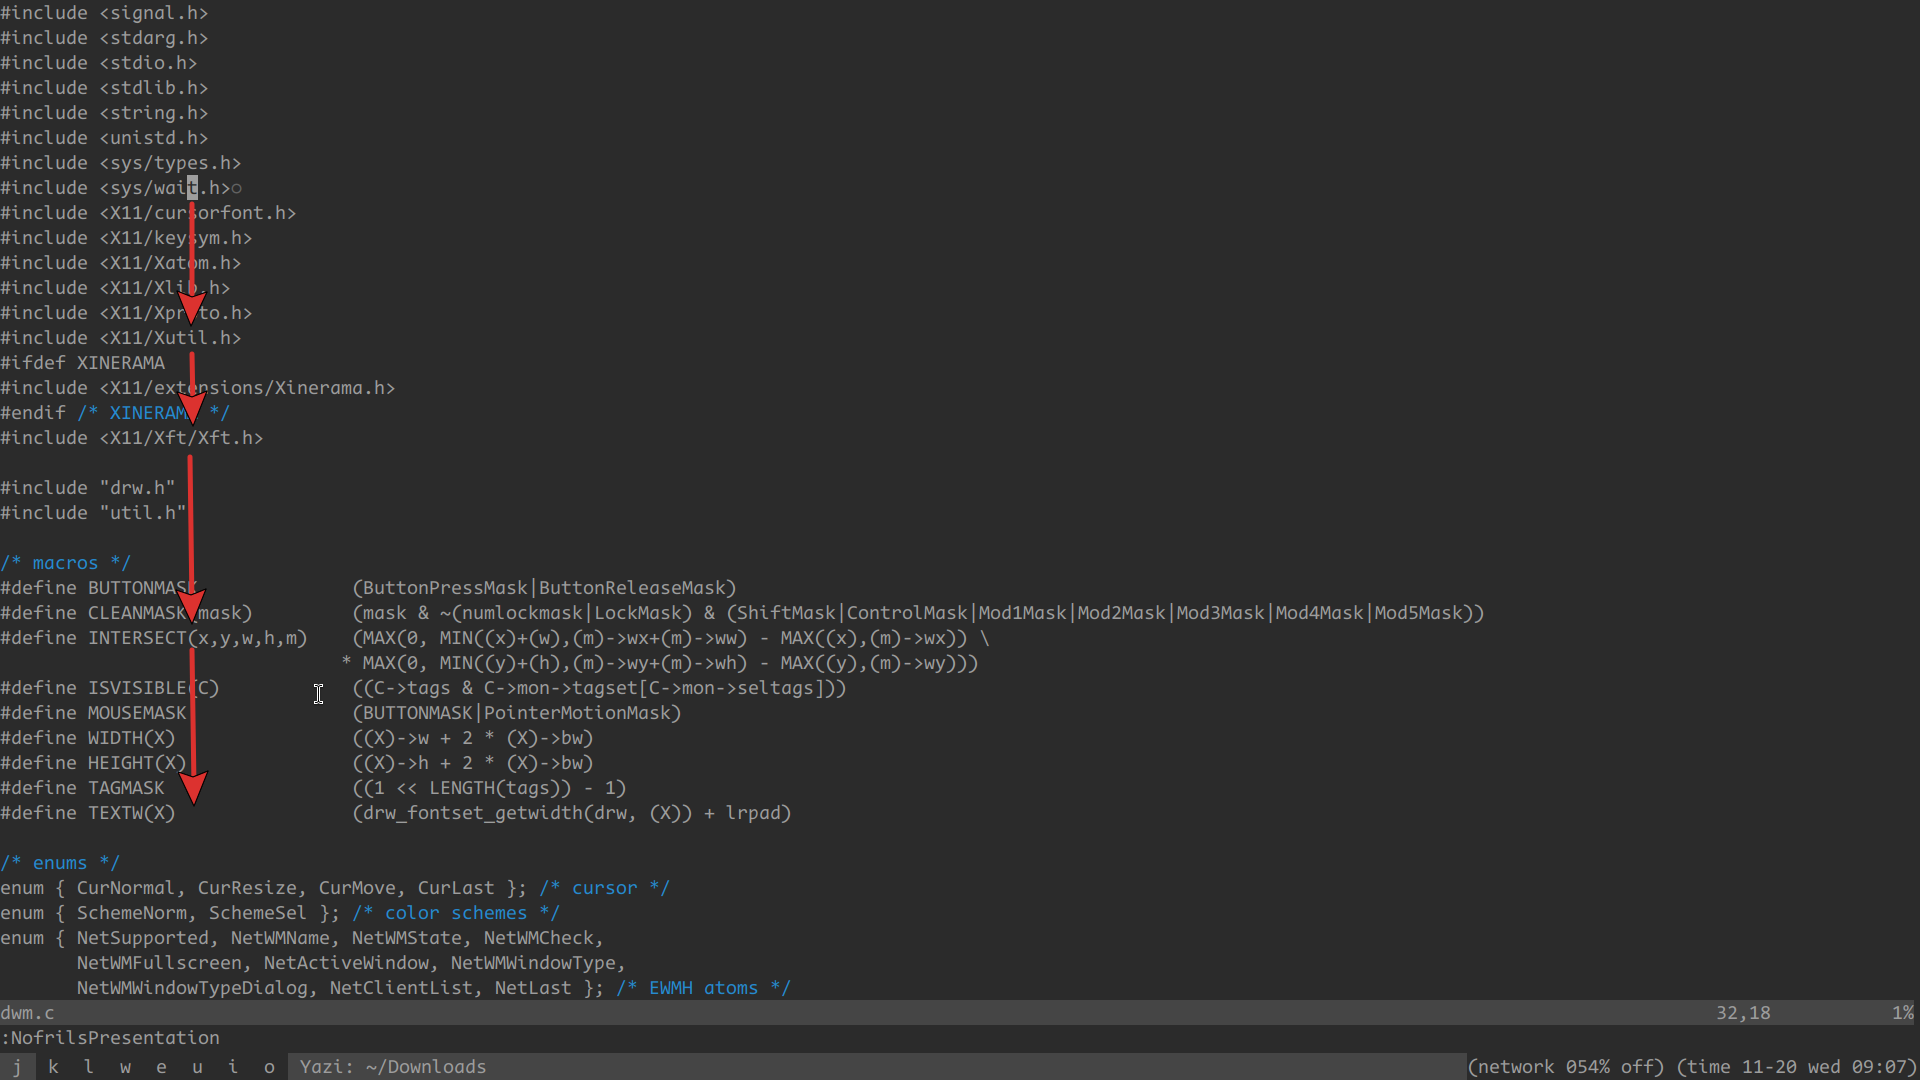 #include <signal.h>
#include <stdarg.h>
#include <stdio.h>
#include <stdlib.h>
#include <string.h>
#include <unistd.h>
#include <sys/types.h>
#include <sys/wait.h>○
#include <X11/cursorfont.h>
#include <X11/keysym.h>
#include <X11/Xatom.h>
#include <X11/Xlib.h>
#include <X11/Xproto.h>
#include <X11/Xutil.h>
#ifdef XINERAMA
#include <X11/extensions/Xinerama.h>
#endif /* XINERAMA */
#include <X11/Xft/Xft.h>
#include "drw.h"
#include "util.h"
/* macros */
#define BUTTONMASK              (ButtonPressMask|ButtonReleaseMask)
#define CLEANMASK(mask)         (mask & ~(numlockmask|LockMask) & (ShiftMask|ControlMask|Mod1Mask|Mod2Mask|Mod3Mask|Mod4Mask|Mod5Mask))
#define INTERSECT(x,y,w,h,m)    (MAX(0, MIN((x)+(w),(m)->wx+(m)->ww) - MAX((x),(m)->wx)) \
                               * MAX(0, MIN((y)+(h),(m)->wy+(m)->wh) - MAX((y),(m)->wy)))
#define ISVISIBLE(C)            ((C->tags & C->mon->tagset[C->mon->seltags]))
#define MOUSEMASK               (BUTTONMASK|PointerMotionMask)
#define WIDTH(X)                ((X)->w + 2 * (X)->bw)
#define HEIGHT(X)               ((X)->h + 2 * (X)->bw)
#define TAGMASK                 ((1 << LENGTH(tags)) - 1)
#define TEXTW(X)                (drw_fontset_getwidth(drw, (X)) + lrpad)
/* enums */
enum { CurNormal, CurResize, CurMove, CurLast }; /* cursor */
enum { SchemeNorm, SchemeSel }; /* color schemes */
enum { NetSupported, NetWMName, NetWMState, NetWMCheck,
       NetWMFullscreen, NetActiveWindow, NetWMWindowType,
       NetWMWindowTypeDialog, NetClientList, NetLast }; /* EWMH atoms */
dwm.c 32,18 1%
:NofrilsPresentation
j k l w e u i o Yazi: ~/Downloads (network 054% off) (time 11-20 wed 09:07)